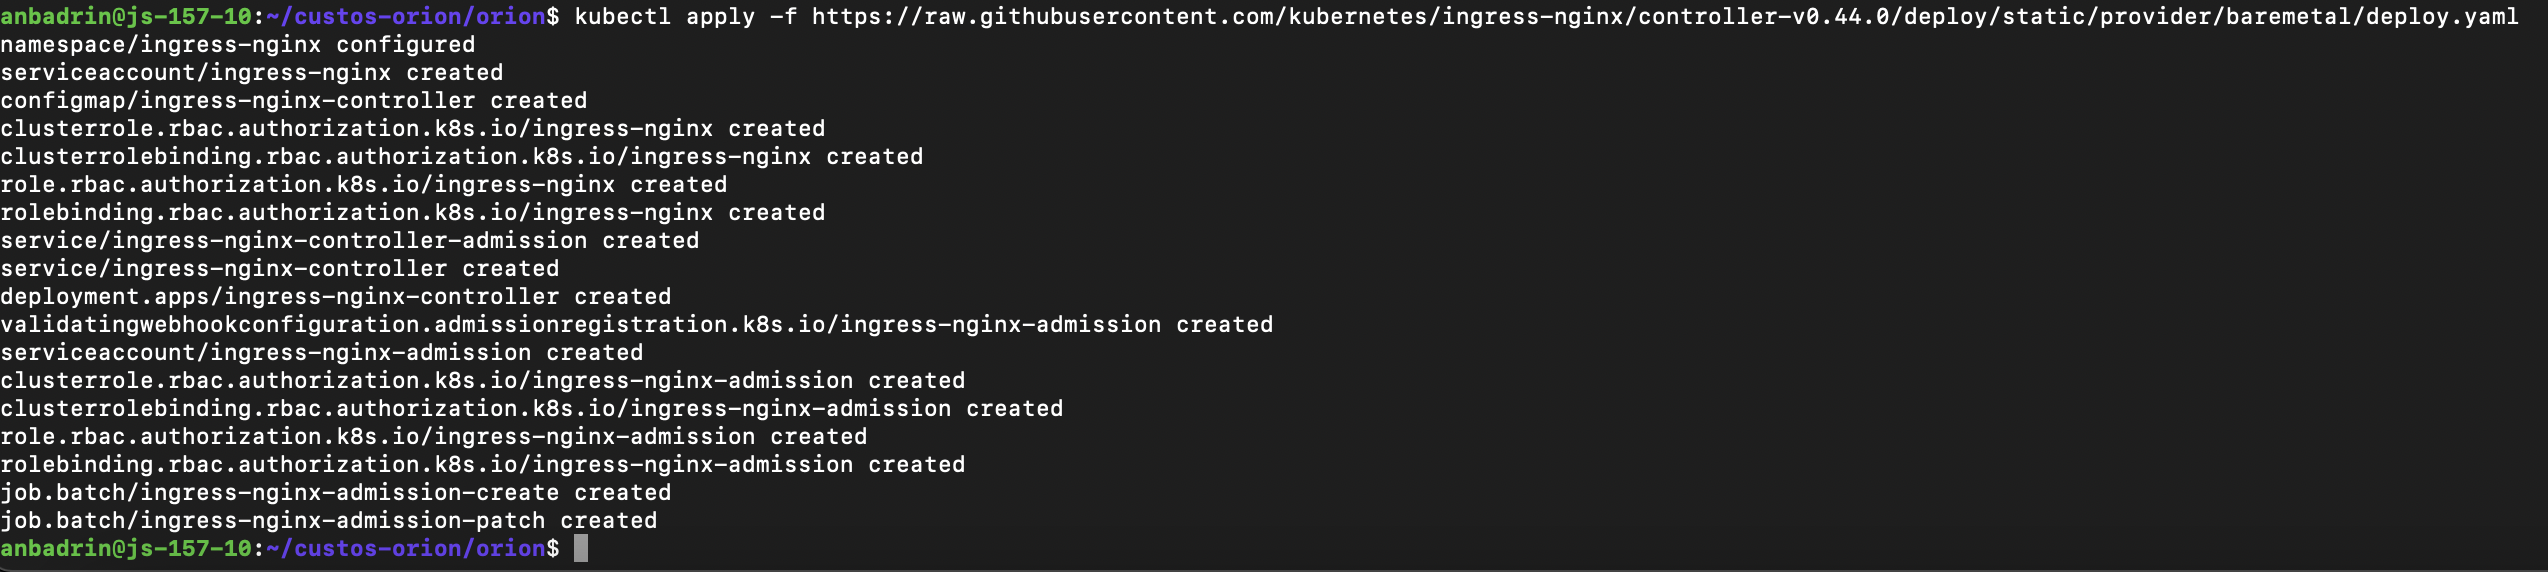 anbadrin@js-157-10:~/custos-orion/orion$ kubectl apply -f https://raw.githubusercontent.com/kubernetes/ingress-nginx/controller-v0.44.0/deploy/static/provider/baremetal/deploy.yaml
namespace/ingress-nginx configured
serviceaccount/ingress-nginx created
configmap/ingress-nginx-controller created
clusterrole.rbac.authorization.k8s.io/ingress-nginx created
clusterrolebinding.rbac.authorization.k8s.io/ingress-nginx created
role.rbac.authorization.k8s.io/ingress-nginx created
rolebinding.rbac.authorization.k8s.io/ingress-nginx created
service/ingress-nginx-controller-admission created
service/ingress-nginx-controller created
deployment.apps/ingress-nginx-controller created
validatingwebhookconfiguration.admissionregistration.k8s.io/ingress-nginx-admission created
serviceaccount/ingress-nginx-admission created
clusterrole.rbac.authorization.k8s.io/ingress-nginx-admission created
clusterrolebinding.rbac.authorization.k8s.io/ingress-nginx-admission created
role.rbac.authorization.k8s.io/ingress-nginx-admission created
rolebinding.rbac.authorization.k8s.io/ingress-nginx-admission created
job.batch/ingress-nginx-admission-create created
job.batch/ingress-nginx-admission-patch created
anbadrin@js-157-10:~/custos-orion/orion$